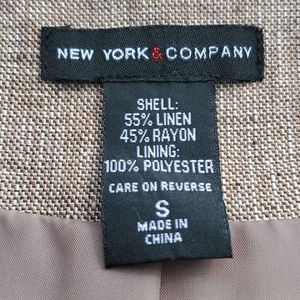 NEW YORK & COMPANY
SHELL:
55% LINEN
45% RAYON
LINING:
100% POLYESTER
CARE ON REVERSE
S
MADE IN
CHINA